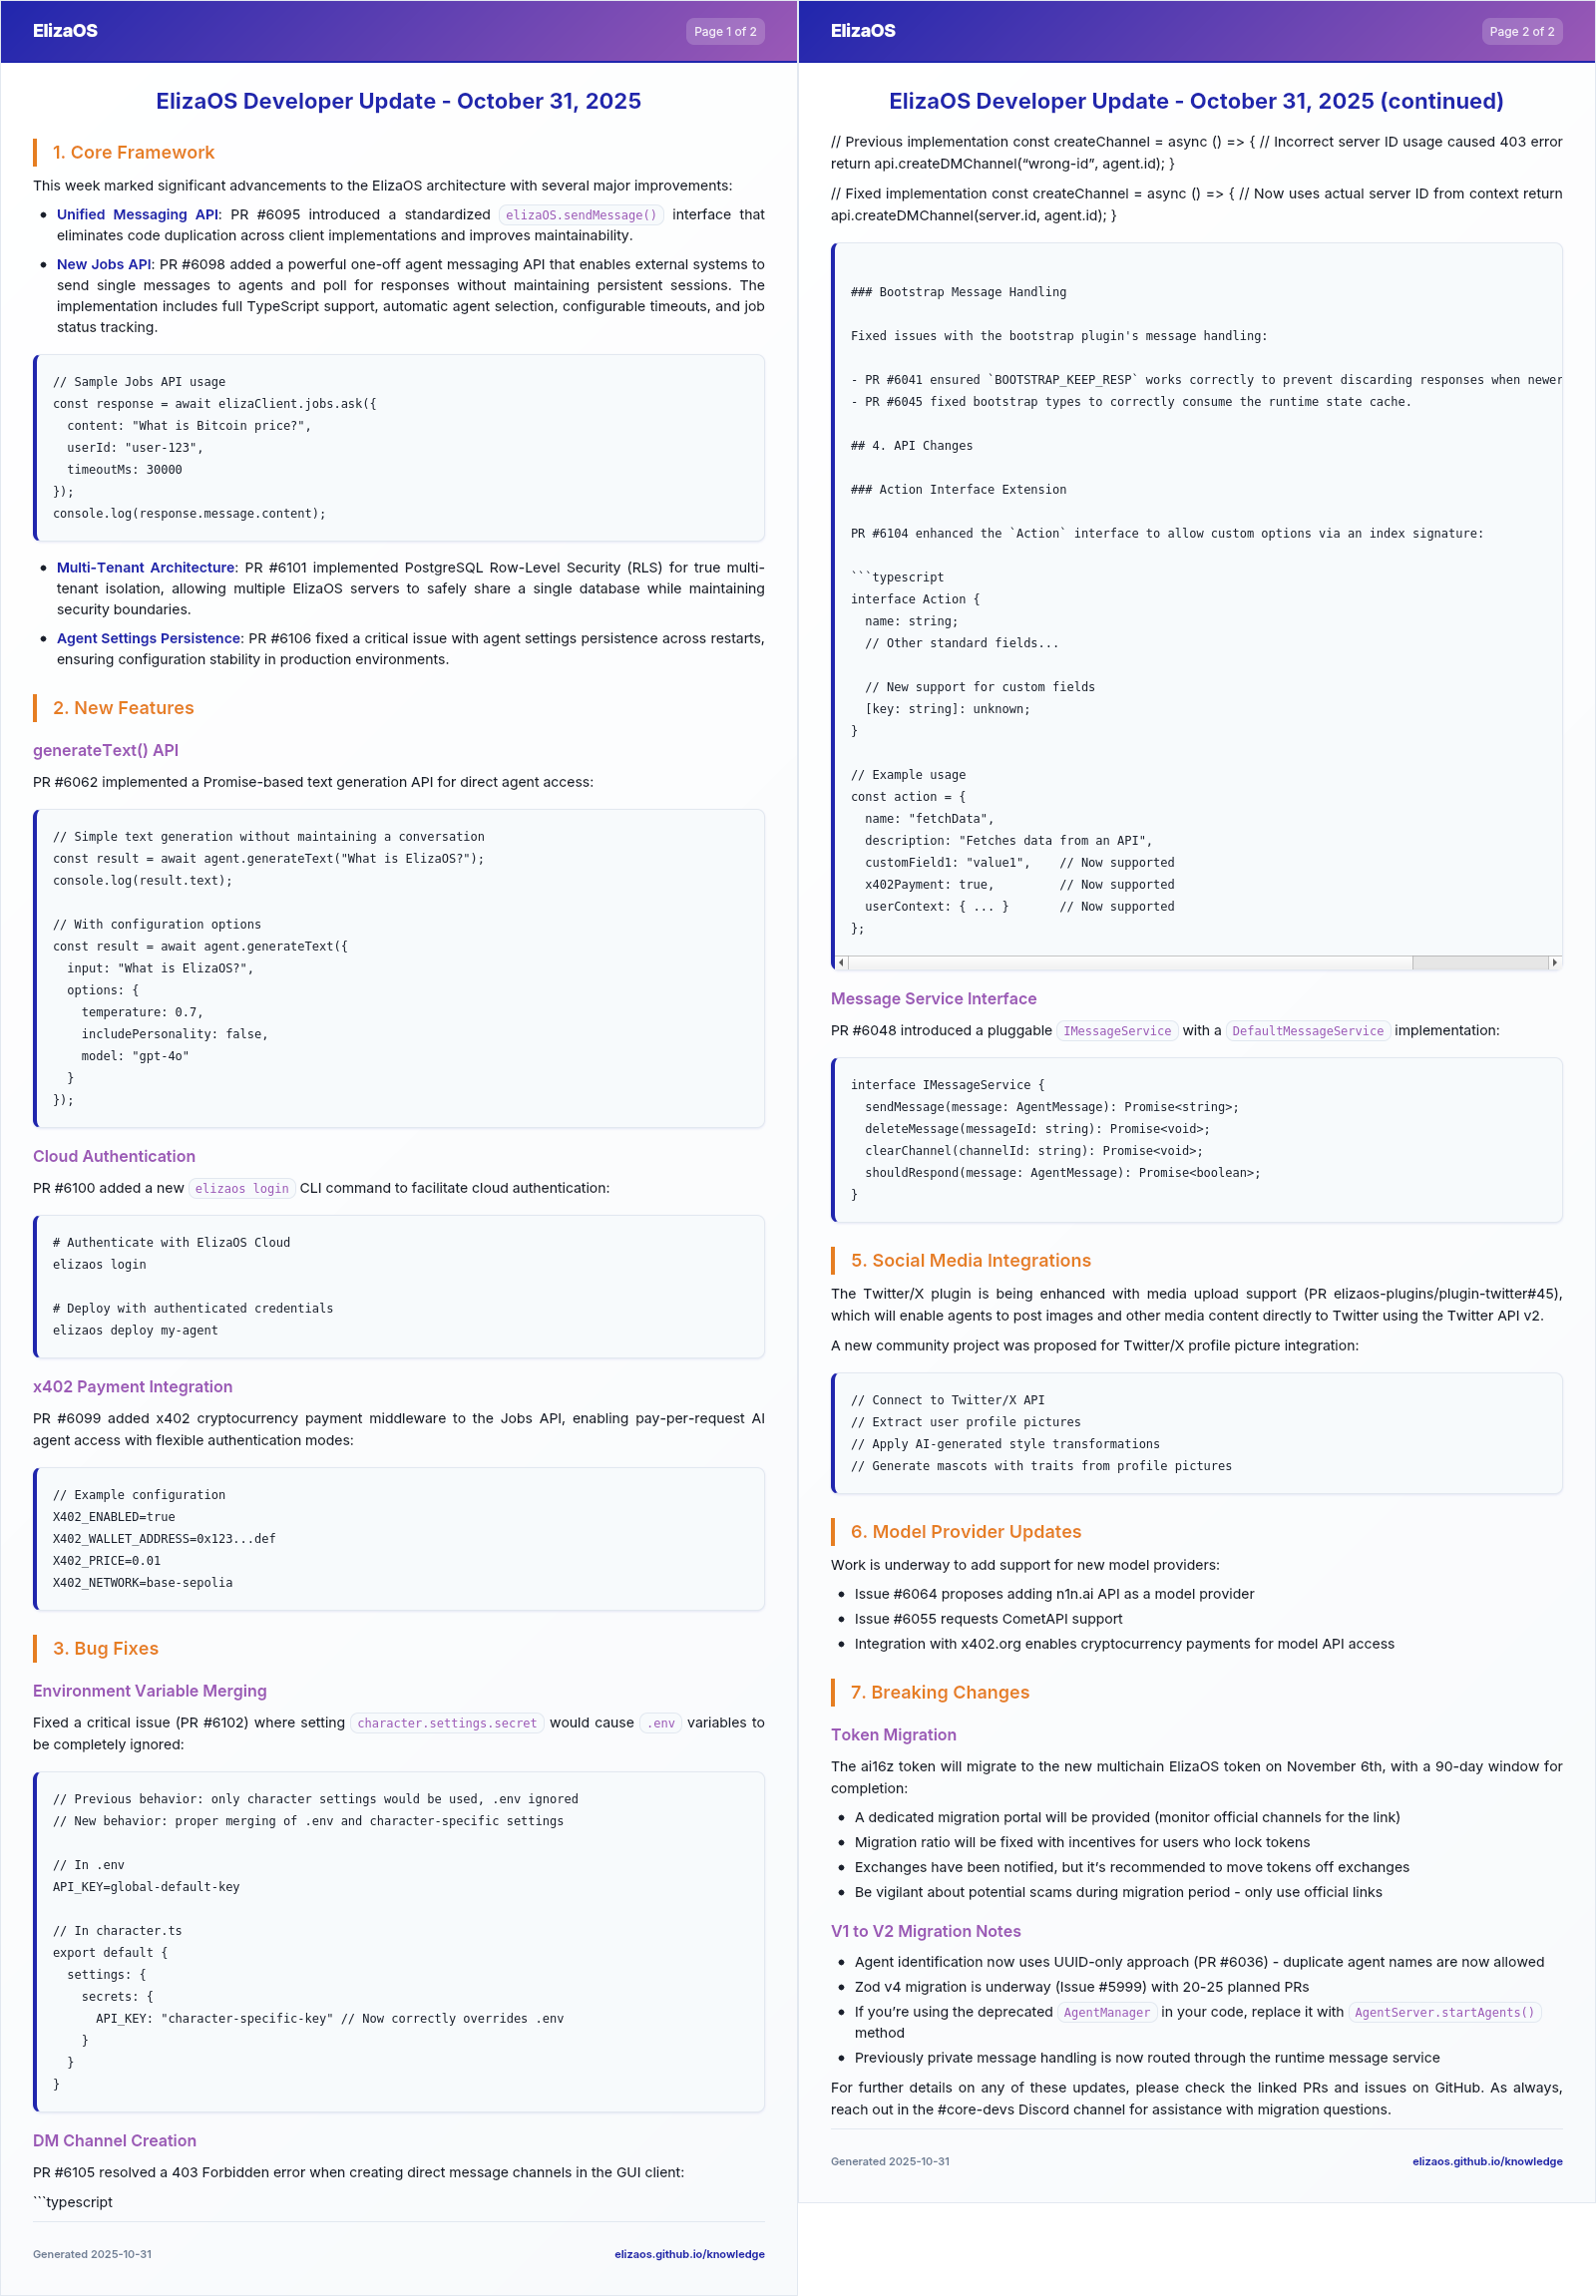 ElizaOS
Page 1 of 2
ElizaOS Developer Update - October 31, 2025
1. Core Framework
This week marked significant advancements to the ElizaOS architecture with several major improvements:
• Unified Messaging API: PR #6095 introduced a standardized elizaOS.sendMessage() interface that
eliminates code duplication across client implementations and improves maintainability.
• New Jobs API: PR #6098 added a powerful one-off agent messaging API that enables external systems to
send single messages to agents and poll for responses without maintaining persistent sessions. The
implementation includes full TypeScript support, automatic agent selection, configurable timeouts, and job
status tracking.
// Sample Jobs API usage
const response = await elizaClient.jobs.ask({
  content: "What is Bitcoin price?",
  userId: "user-123",
  timeoutMs: 30000
});
console.log(response.message.content);
• Multi-Tenant Architecture: PR #6101 implemented PostgreSQL Row-Level Security (RLS) for true multi-
tenant isolation, allowing multiple ElizaOS servers to safely share a single database while maintaining
security boundaries.
• Agent Settings Persistence: PR #6106 fixed a critical issue with agent settings persistence across restarts,
ensuring configuration stability in production environments.
2. New Features
generateText() API
PR #6062 implemented a Promise-based text generation API for direct agent access:
// Simple text generation without maintaining a conversation
const result = await agent.generateText("What is ElizaOS?");
console.log(result.text);
// With configuration options
const result = await agent.generateText({
  input: "What is ElizaOS?",
  options: {
    temperature: 0.7,
    includePersonality: false,
    model: "gpt-4o"
  }
});
Cloud Authentication
PR #6100 added a new elizaos login CLI command to facilitate cloud authentication:
# Authenticate with ElizaOS Cloud
elizaos login
# Deploy with authenticated credentials
elizaos deploy my-agent
x402 Payment Integration
PR #6099 added x402 cryptocurrency payment middleware to the Jobs API, enabling pay-per-request AI
agent access with flexible authentication modes:
// Example configuration
X402_ENABLED=true
X402_WALLET_ADDRESS=0x123...def
X402_PRICE=0.01
X402_NETWORK=base-sepolia
3. Bug Fixes
Environment Variable Merging
Fixed a critical issue (PR #6102) where setting character.settings.secret would cause .env variables to
be completely ignored:
// Previous behavior: only character settings would be used, .env ignored
// New behavior: proper merging of .env and character-specific settings
// In .env
API_KEY=global-default-key
// In character.ts
export default {
  settings: {
    secrets: {
      API_KEY: "character-specific-key" // Now correctly overrides .env
    }
  }
}
DM Channel Creation
PR #6105 resolved a 403 Forbidden error when creating direct message channels in the GUI client:
```typescript
Generated 2025-10-31
elizaos.github.io/knowledge
ElizaOS
Page 2 of 2
ElizaOS Developer Update - October 31, 2025 (continued)
// Previous implementation const createChannel = async () => { // Incorrect server ID usage caused 403 error
return api.createDMChannel(“wrong-id”, agent.id); }
// Fixed implementation const createChannel = async () => { // Now uses actual server ID from context return
api.createDMChannel(server.id, agent.id); }
### Bootstrap Message Handling
Fixed issues with the bootstrap plugin's message handling:
- PR #6041 ensured `BOOTSTRAP_KEEP_RESP` works correctly to prevent discarding responses when newer
- PR #6045 fixed bootstrap types to correctly consume the runtime state cache.
## 4. API Changes
### Action Interface Extension
PR #6104 enhanced the `Action` interface to allow custom options via an index signature:
```typescript
interface Action {
  name: string;
  // Other standard fields...
  // New support for custom fields
  [key: string]: unknown;
}
// Example usage
const action = {
  name: "fetchData",
  description: "Fetches data from an API",
  customField1: "value1",    // Now supported
  x402Payment: true,         // Now supported
  userContext: { ... }       // Now supported
};
Message Service Interface
PR #6048 introduced a pluggable IMessageService with a DefaultMessageService implementation:
interface IMessageService {
  sendMessage(message: AgentMessage): Promise<string>;
  deleteMessage(messageId: string): Promise<void>;
  clearChannel(channelId: string): Promise<void>;
  shouldRespond(message: AgentMessage): Promise<boolean>;
}
5. Social Media Integrations
The Twitter/X plugin is being enhanced with media upload support (PR elizaos-plugins/plugin-twitter#45),
which will enable agents to post images and other media content directly to Twitter using the Twitter API v2.
A new community project was proposed for Twitter/X profile picture integration:
// Connect to Twitter/X API
// Extract user profile pictures
// Apply AI-generated style transformations
// Generate mascots with traits from profile pictures
6. Model Provider Updates
Work is underway to add support for new model providers:
• Issue #6064 proposes adding n1n.ai API as a model provider
• Issue #6055 requests CometAPI support
• Integration with x402.org enables cryptocurrency payments for model API access
7. Breaking Changes
Token Migration
The ai16z token will migrate to the new multichain ElizaOS token on November 6th, with a 90-day window for
completion:
• A dedicated migration portal will be provided (monitor official channels for the link)
• Migration ratio will be fixed with incentives for users who lock tokens
• Exchanges have been notified, but it’s recommended to move tokens off exchanges
• Be vigilant about potential scams during migration period - only use official links
V1 to V2 Migration Notes
• Agent identification now uses UUID-only approach (PR #6036) - duplicate agent names are now allowed
• Zod v4 migration is underway (Issue #5999) with 20-25 planned PRs
• If you’re using the deprecated AgentManager in your code, replace it with AgentServer.startAgents()
method
• Previously private message handling is now routed through the runtime message service
For further details on any of these updates, please check the linked PRs and issues on GitHub. As always,
reach out in the #core-devs Discord channel for assistance with migration questions.
Generated 2025-10-31
elizaos.github.io/knowledge